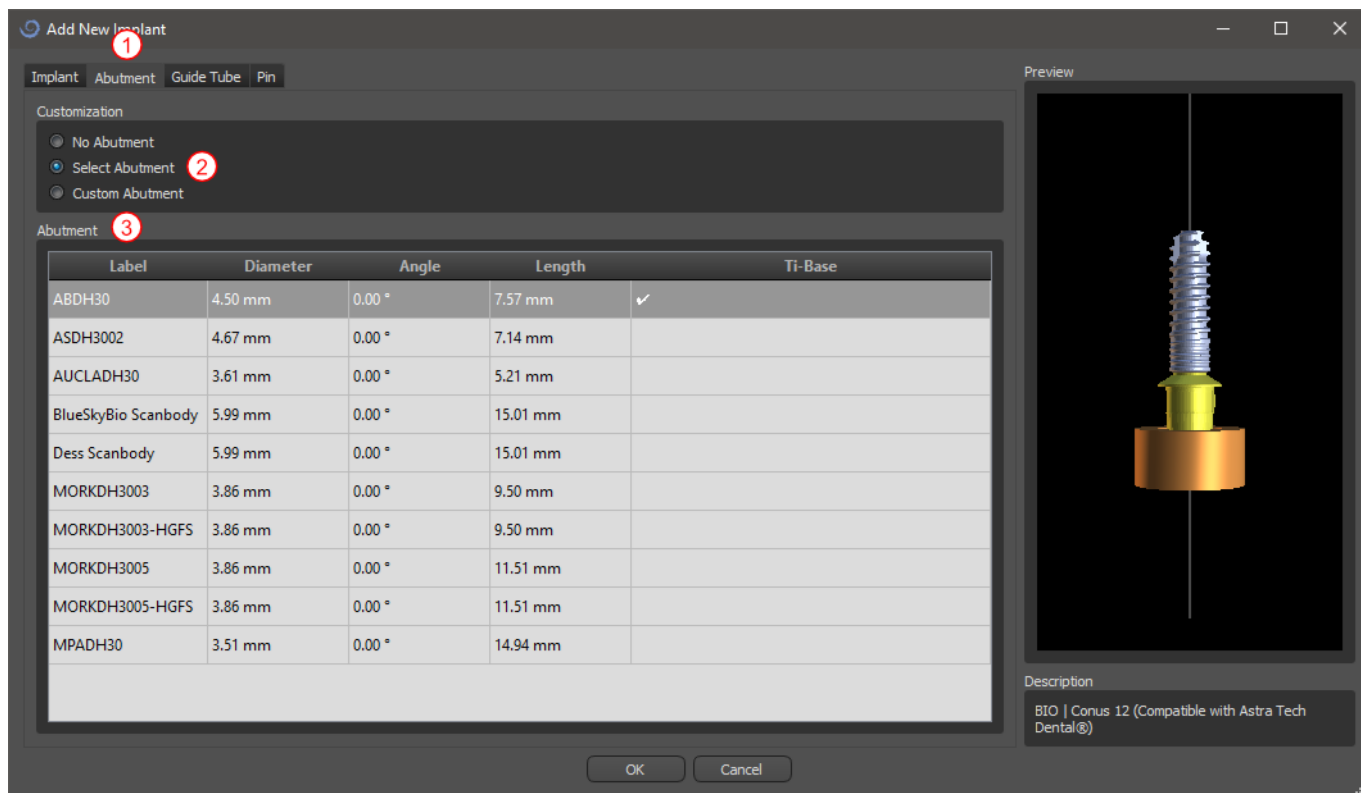 Add New Implant
1
Implant Abutment Guide Tube Pin
Customization
No Abutment
Select Abutment 2
Custom Abutment
Abutment 3
Label Diameter Angle Length Ti-Base
ABDH30 4.50 mm 0.00 ° 7.57 mm ✔
ASDH3002 4.67 mm 0.00 ° 7.14 mm
AUCLADH30 3.61 mm 0.00 ° 5.21 mm
BlueSkyBio Scanbody 5.99 mm 0.00 ° 15.01 mm
Dess Scanbody 5.99 mm 0.00 ° 15.01 mm
MORKDH3003 3.86 mm 0.00 ° 9.50 mm
MORKDH3003-HGFS 3.86 mm 0.00 ° 9.50 mm
MORKDH3005 3.86 mm 0.00 ° 11.51 mm
MORKDH3005-HGFS 3.86 mm 0.00 ° 11.51 mm
MPADH30 3.51 mm 0.00 ° 14.94 mm
Preview
Description
BIO | Conus 12 (Compatible with Astra Tech
Dental®)
OK Cancel